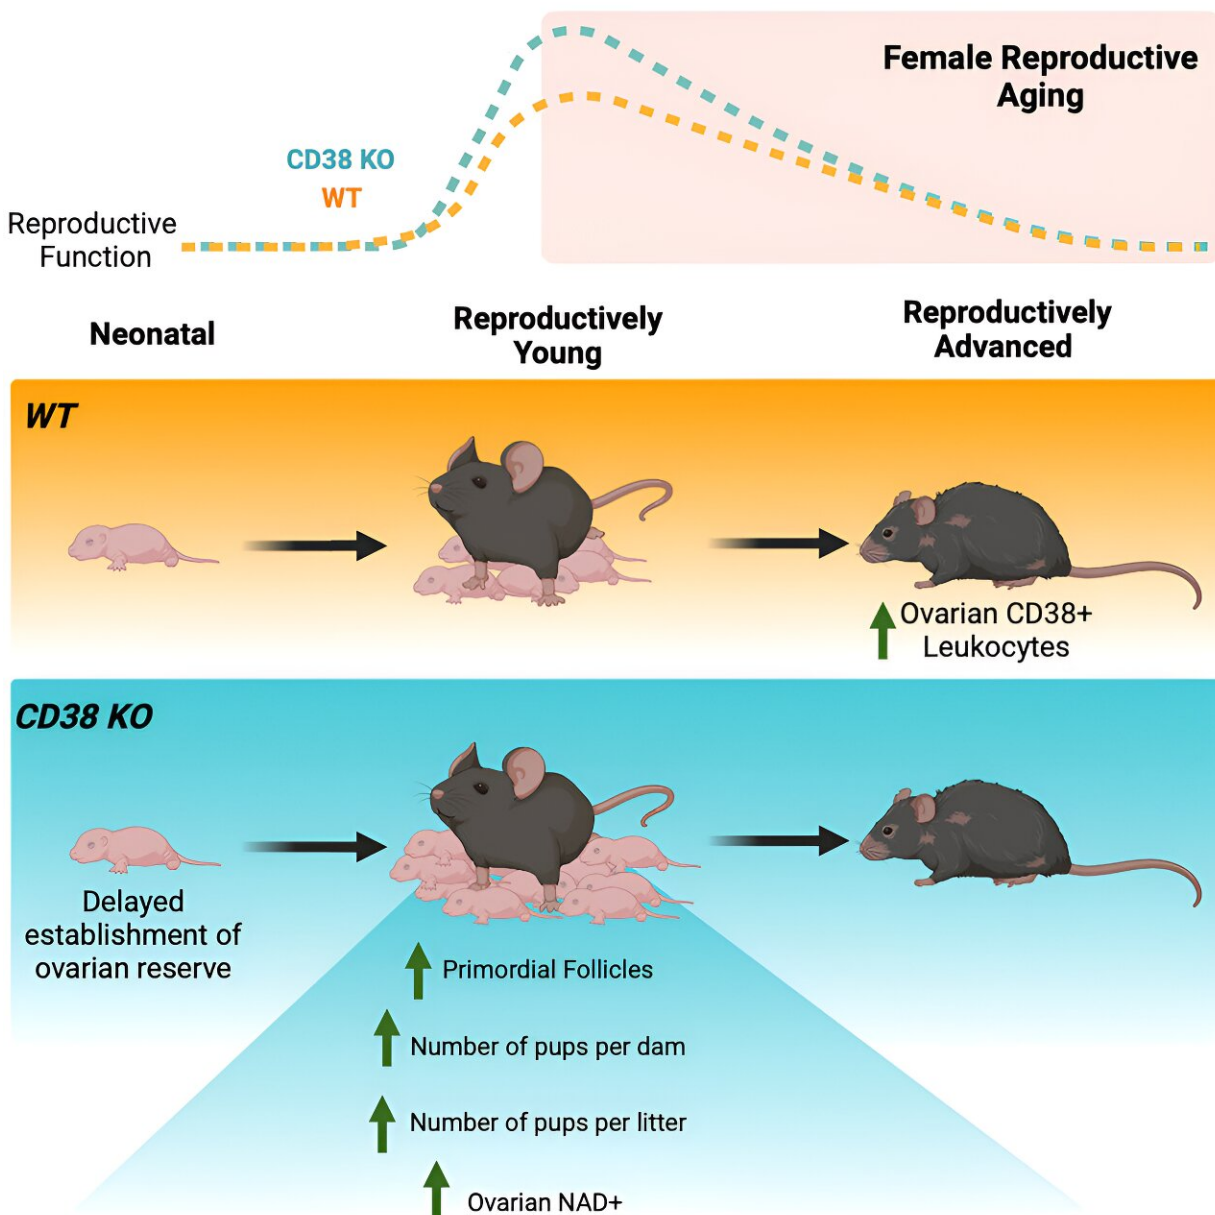 Female Reproductive
Aging
CD38 KO
WT
Reproductive
Function
Neonatal
Reproductively
Young
Reproductively
Advanced
WT
Ovarian CD38+
Leukocytes
CD38 KO
Delayed
establishment of
ovarian reserve
Primordial Follicles
Number of pups per dam
Number of pups per litter
Ovarian NAD+